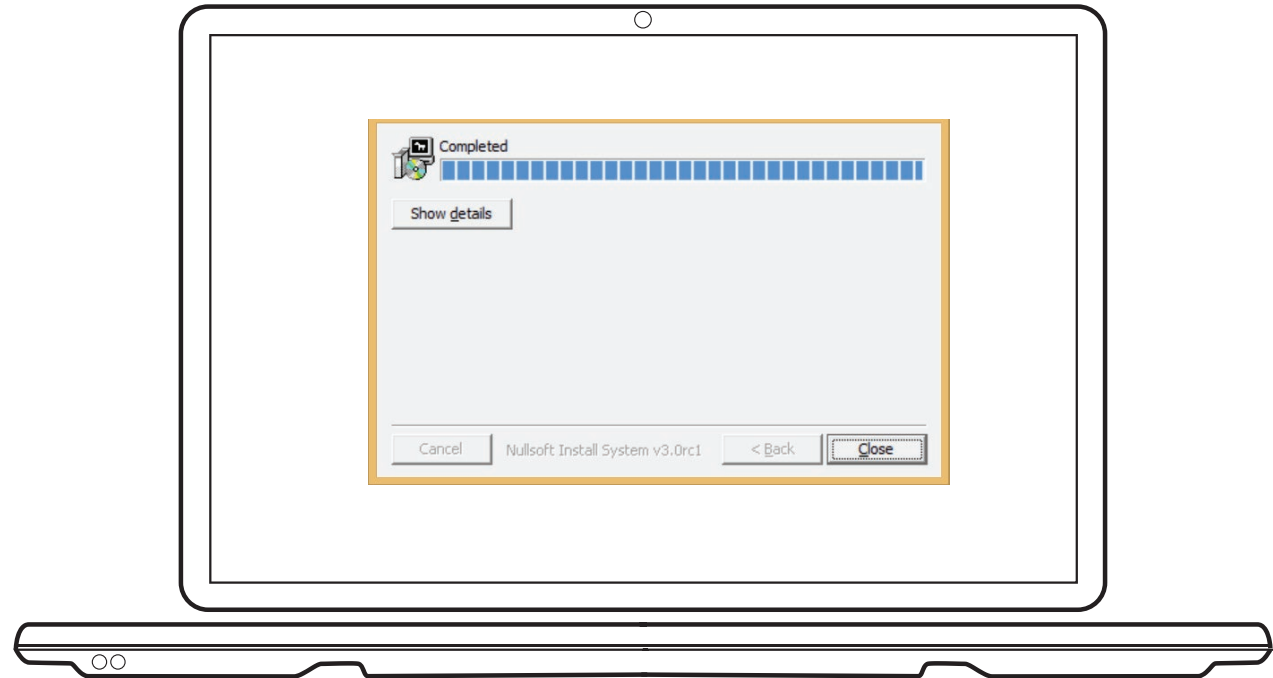 Completed
Show details
Cancel
Nullsoft Install System v3.0rc1
< Back
Close